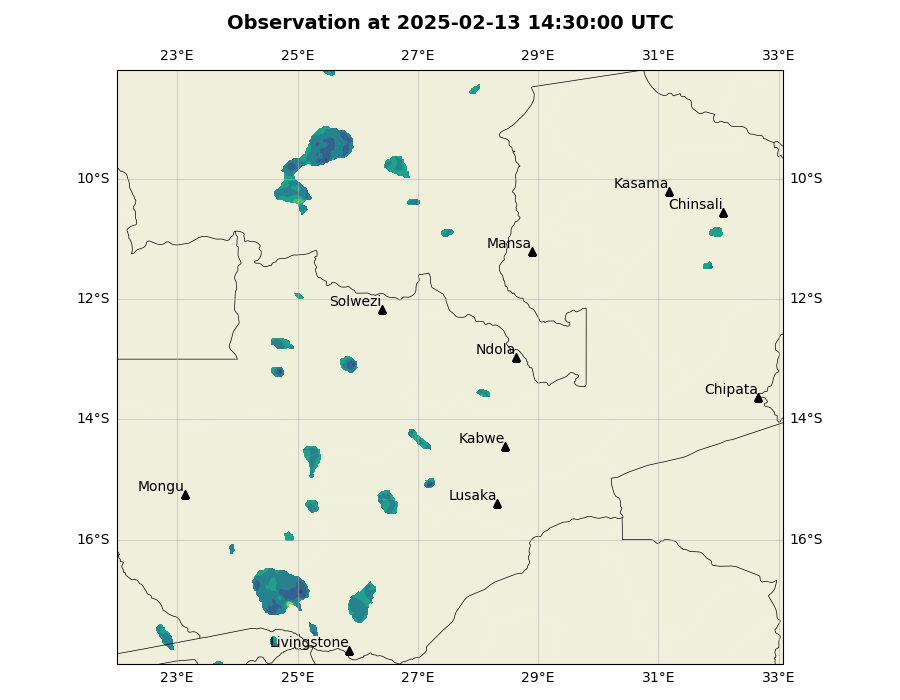 Observation at 2025-02-13 14:30:00 UTC
23°E 25°E 27°E 29°E 31°E 33°E
10°S 10°S
Kasama
Chinsali
Mansa
12°S 12°S
Solwezi
Ndola
Chipata
14°S 14°S
Kabwe
Mongu
Lusaka
16°S 16°S
Livingstone
23°E 25°E 27°E 29°E 31°E 33°E